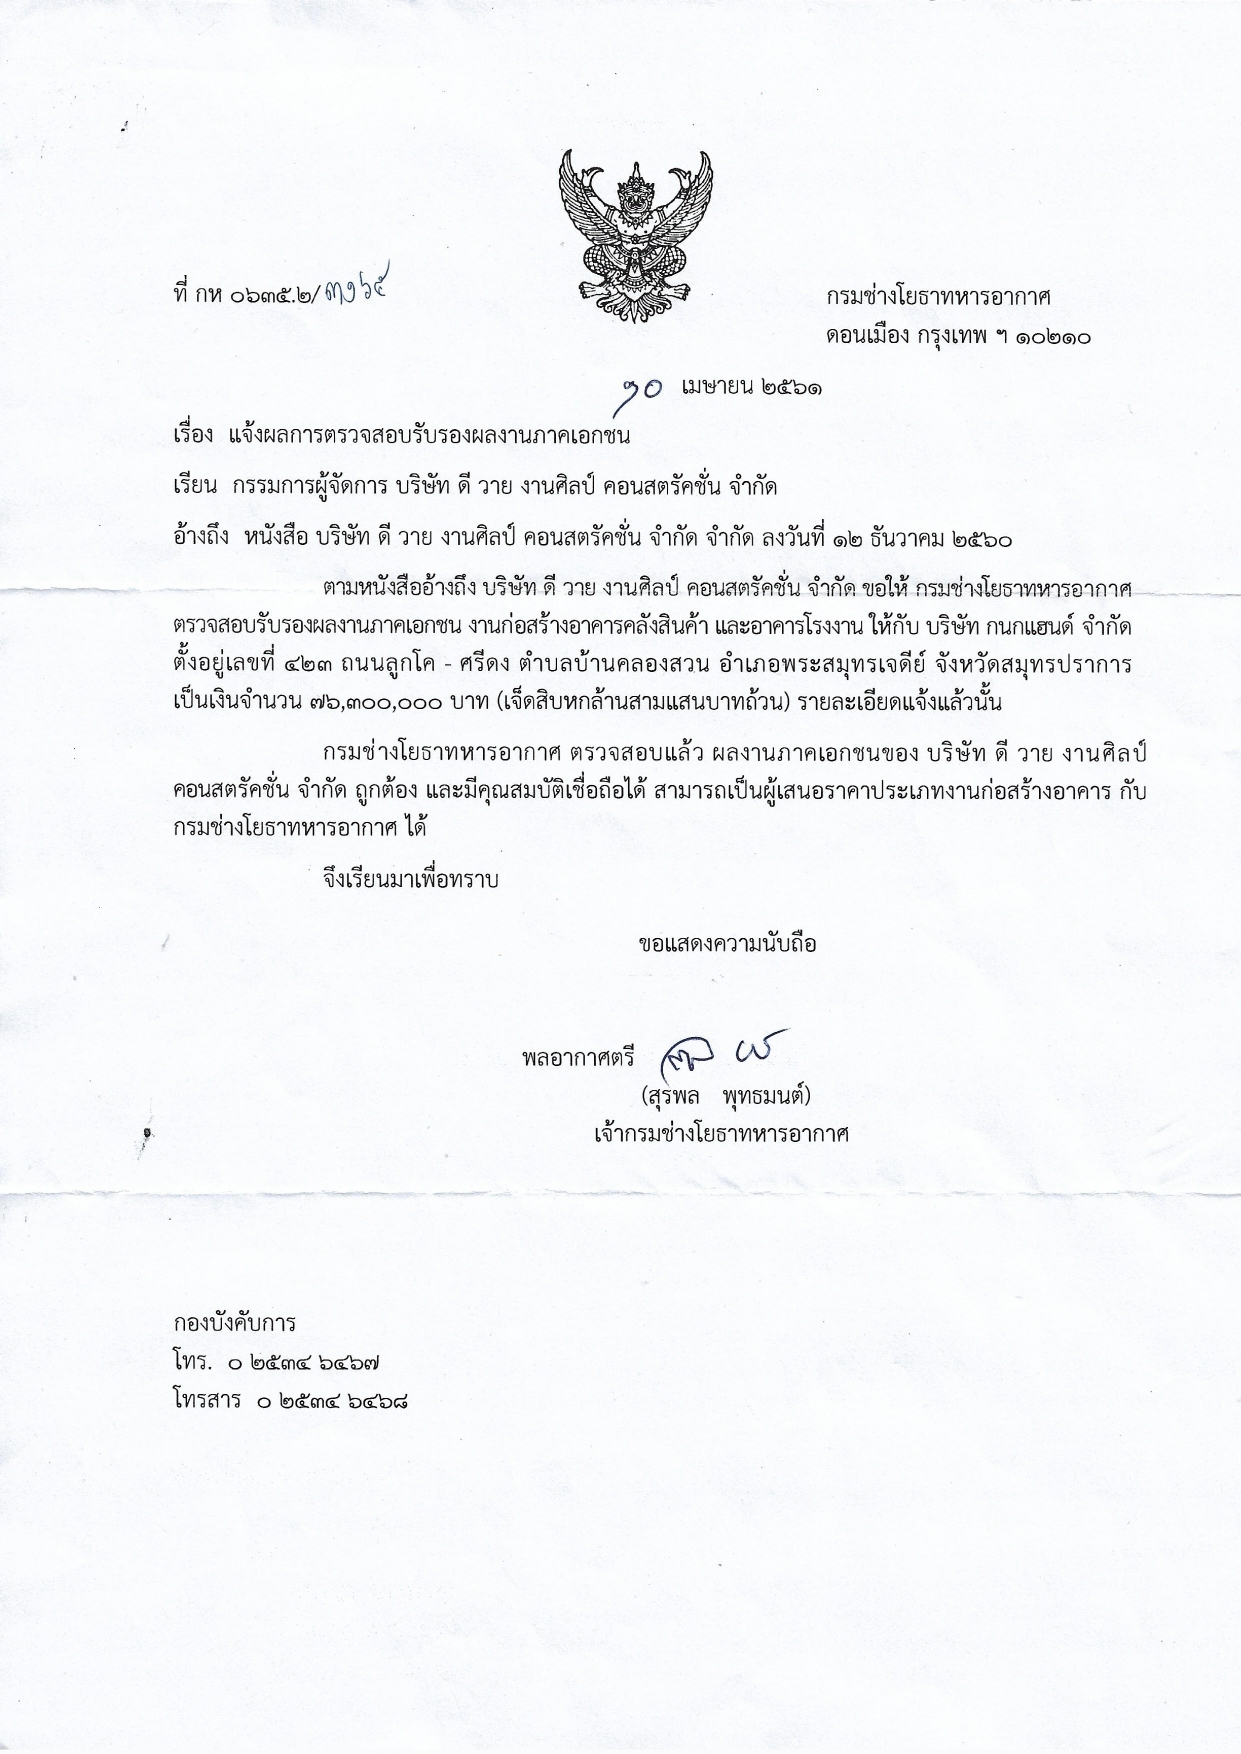 ที่ กห ๐๖๓๕.๒/๓๑๖๕
กรมช่างโยธาทหารอากาศ
ดอนเมือง กรุงเทพ ฯ ๑๐๒๑๐
๑๐ เมษายน ๒๕๖๑
เรื่อง แจ้งผลการตรวจสอบรับรองผลงานภาคเอกชน
เรียน กรรมการผู้จัดการ บริษัท ดี วาย งานศิลป์ คอนสตรัคชั่น จำกัด
อ้างถึง หนังสือ บริษัท ดี วาย งานศิลป์ คอนสตรัคชั่น จำกัด จำกัด ลงวันที่ ๑๒ ธันวาคม ๒๕๖๐
ตามหนังสืออ้างถึง บริษัท ดี วาย งานศิลป์ คอนสตรัคชั่น จำกัด ขอให้ กรมช่างโยธาทหารอากาศ
ตรวจสอบรับรองผลงานภาคเอกชน งานก่อสร้างอาคารคลังสินค้า และอาคารโรงงาน ให้กับ บริษัท กนกแฮนด์ จำกัด
ตั้งอยู่เลขที่ ๔๒๓ ถนนลูกโค - ศรีดง ตำบลบ้านคลองสวน อำเภอพระสมุทรเจดีย์ จังหวัดสมุทรปราการ
เป็นเงินจำนวน ๗๖,๓๐๐,๐๐๐ บาท (เจ็ดสิบหกล้านสามแสนบาทถ้วน) รายละเอียดแจ้งแล้วนั้น
กรมช่างโยธาทหารอากาศ ตรวจสอบแล้ว ผลงานภาคเอกชนของ บริษัท ดี วาย งานศิลป์
คอนสตรัคชั่น จำกัด ถูกต้อง และมีคุณสมบัติเชื่อถือได้ สามารถเป็นผู้เสนอราคาประเภทงานก่อสร้างอาคาร กับ
กรมช่างโยธาทหารอากาศ ได้
จึงเรียนมาเพื่อทราบ
ขอแสดงความนับถือ
พลอากาศตรี
(สุรพล พุทธมนต์)
เจ้ากรมช่างโยธาทหารอากาศ
กองบังคับการ
โทร. ๐ ๒๕๓๔ ๖๔๖๗
โทรสาร ๐ ๒๕๓๔ ๖๔๖๘